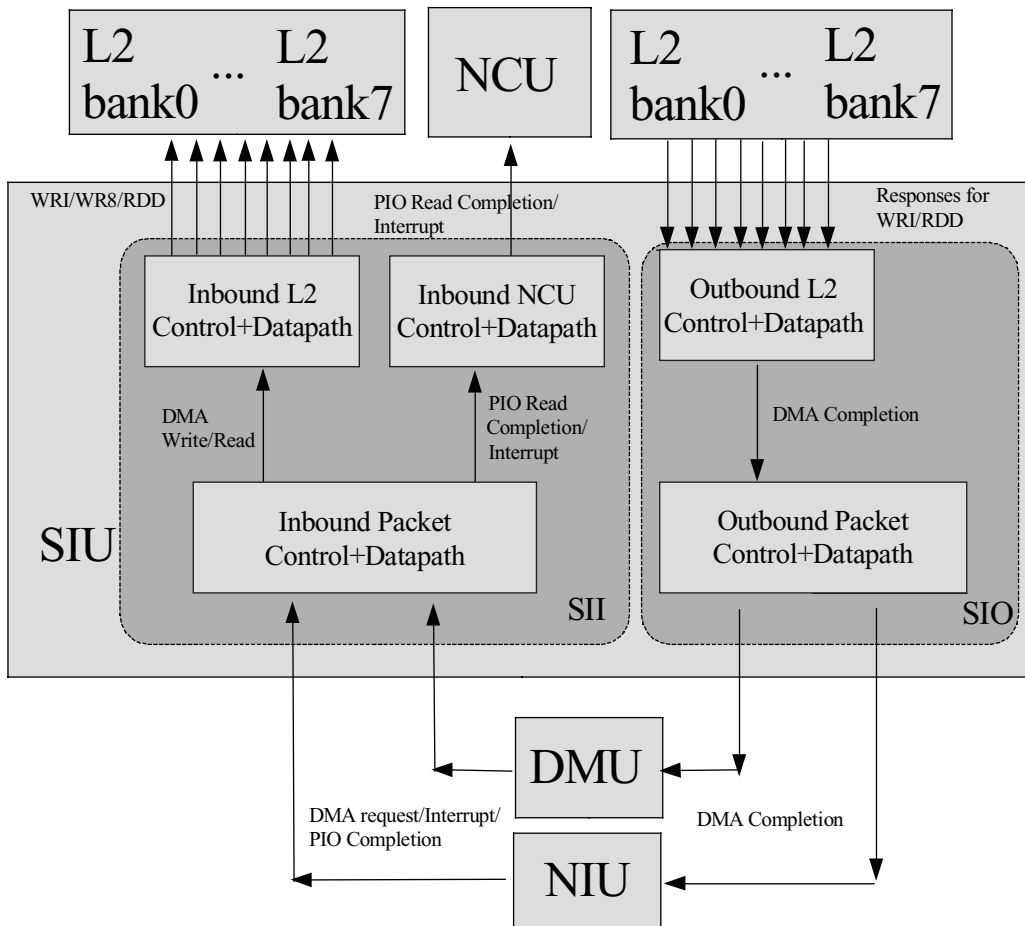 L2 ... L2
bank0 bank7
NCU
L2 ... L2
bank0 bank7
WRI/WR8/RDD
PIO Read Completion/
Interrupt
Responses for
WRI/RDD
Inbound L2
Control+Datapath
Inbound NCU
Control+Datapath
Outbound L2
Control+Datapath
DMA
Write/Read
PIO Read
Completion/
Interrupt
DMA Completion
SIU
Inbound Packet
Control+Datapath
Outbound Packet
Control+Datapath
SII
SIO
DMU
DMA request/Interrupt/
PIO Completion
DMA Completion
NIU